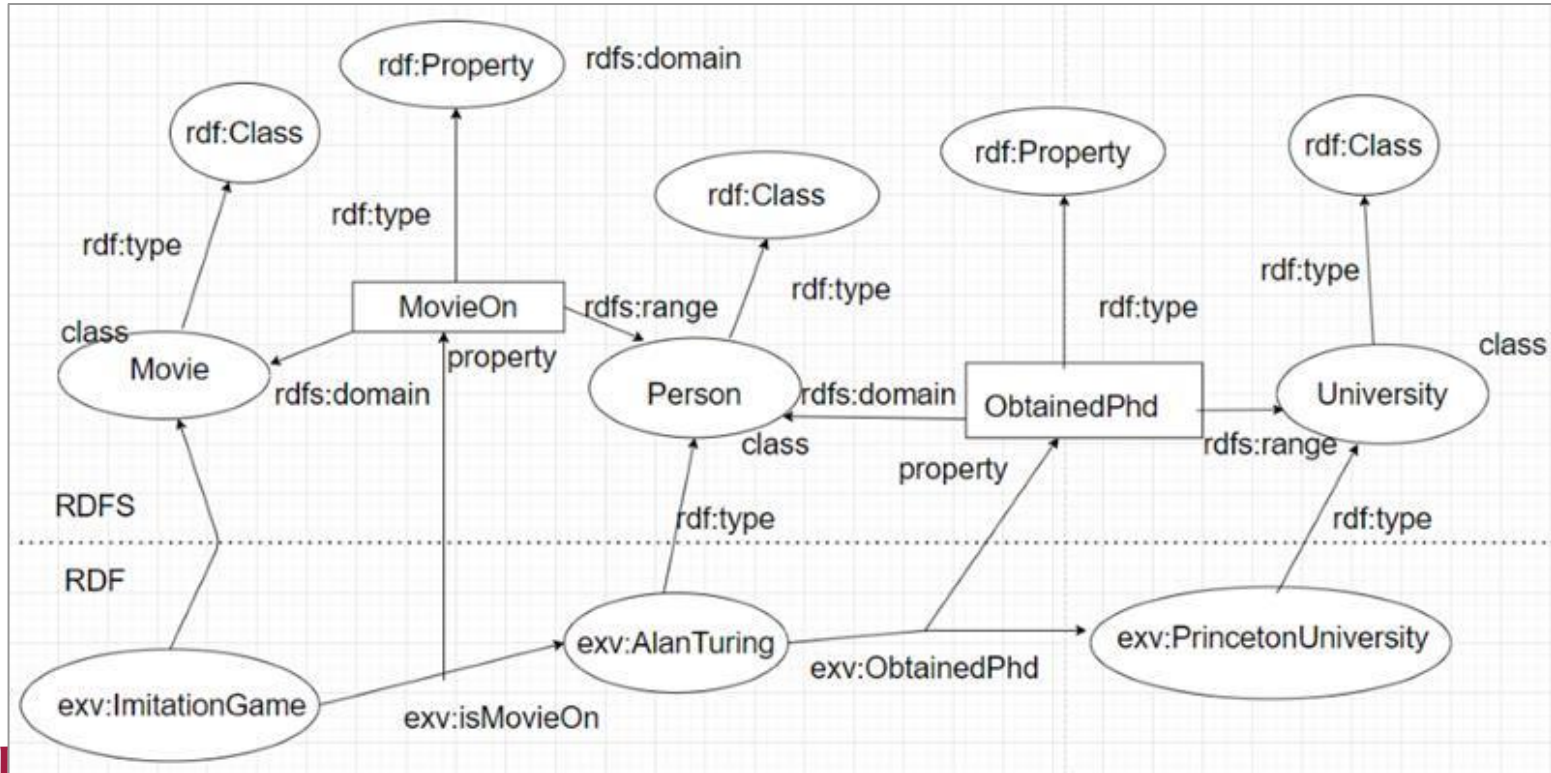 rdf:Property
rdfs:domain
rdf:Class
rdf:Property
rdf:Class
rdf:Class
rdf:type
rdf:type
rdf:type
rdf:type
rdf:type
MovieOn
rdfs:range
class
Movie
property
rdfs:domain
Person
class
rdfs:domain
ObtainedPhd
property
University
class
rdfs:range
RDFS
rdf:type
rdf:type
RDF
exv:ImitationGame
exv:isMovieOn
exv:AlanTuring
exv:ObtainedPhd
exv:PrincetonUniversity